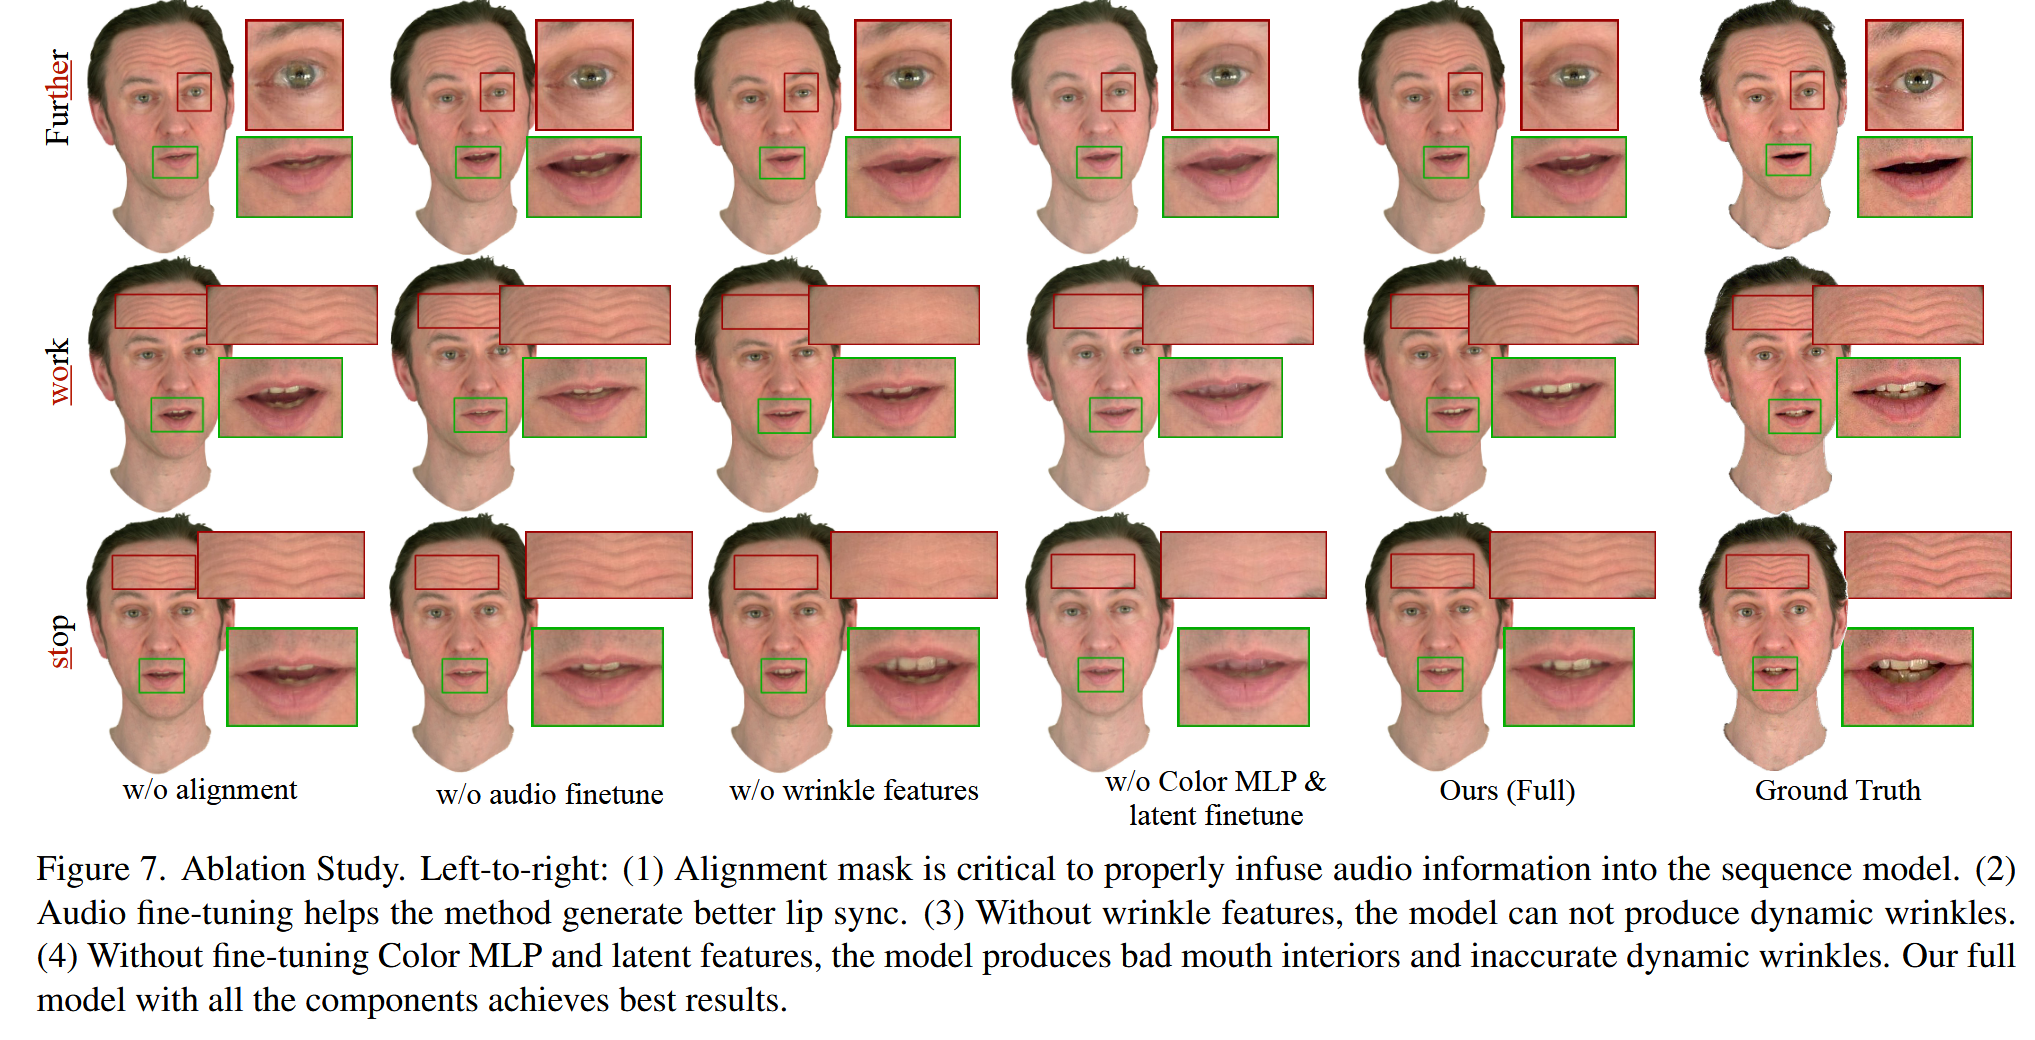 Further
work
stop
w/o alignment
w/o audio finetune
w/o wrinkle features
w/o Color MLP &
latent finetune
Ours (Full)
Ground Truth
Figure 7. Ablation Study. Left-to-right: (1) Alignment mask is critical to properly infuse audio information into the sequence model. (2)
Audio fine-tuning helps the method generate better lip sync. (3) Without wrinkle features, the model can not produce dynamic wrinkles.
(4) Without fine-tuning Color MLP and latent features, the model produces bad mouth interiors and inaccurate dynamic wrinkles. Our full
model with all the components achieves best results.